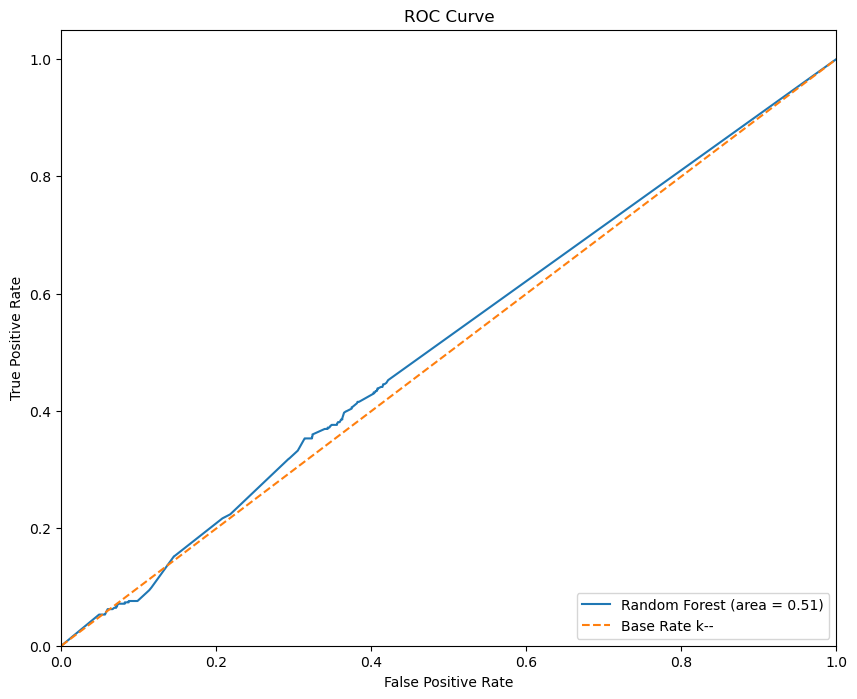 ROC Curve
True Positive Rate
1.0
0.8
0.6
0.4
0.2
0.0
0.0 0.2 0.4 0.6 0.8 1.0
False Positive Rate
Random Forest (area = 0.51)
Base Rate k--